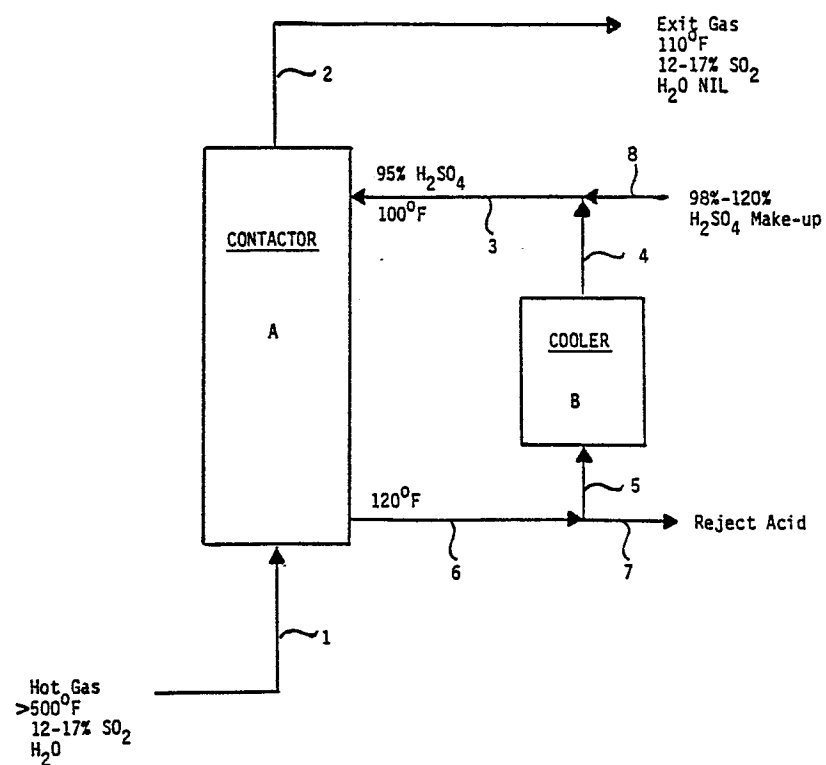 Exit Gas
110°F
12-17% SO2
H2O NIL
2
8
95% H2SO4
98%-120%
H2SO4 Make-up
100°F
3
CONTACTOR
4
A
COOLER
B
5
120°F
Reject Acid
6
7
1
Hot Gas
>500°F
12-17% SO2
H2O